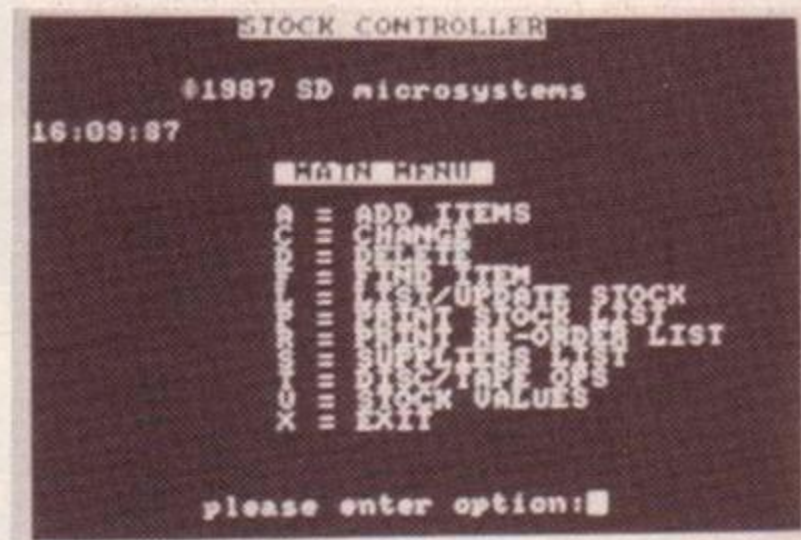 STOCK CONTROLLER
©1987 SD microsystems
16:09:87
MAIN MENU
A = ADD ITEMS
C = CHANGE
D = DELETE
F = FIND ITEM
L = LIST/UPDATE STOCK
P = PRINT STOCK LIST
R = PRINT RE-ORDER LIST
S = SUPPLIERS LIST
T = DISC/TAPE OPS
V = STOCK VALUES
X = EXIT
please enter option: